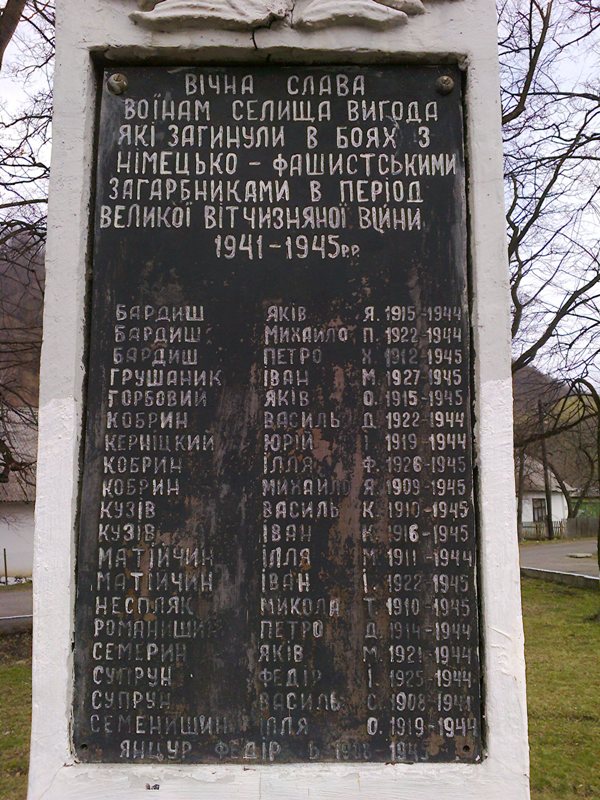 ВІЧНА СЛАВА
ВОЇНАМ СЕЛИЩА ВИГОДА
ЯКІ ЗАГИНУЛИ В БОЯХ З
НІМЕЦЬКО - ФАШИСТСЬКИМИ
ЗАГАРБНИКАМИ В ПЕРІОД
ВЕЛИКОЇ ВІТЧИЗНЯНОЇ ВІЙНИ
1941-1945 р.р.
БАРДИШ ЯКІВ Я. 1915-1944
БАРДИШ МИХАЙЛО П. 1922-1944
БАРДИШ ПЕТРО Х. 1912-1945
ГРУШАНИК ІВАН М. 1927-1945
ГОРБОВИЙ ЯКІВ О. 1915-1945
КОБРИН ВАСИЛЬ Д. 1922-1944
КЕРНІЦКИЙ ЮРІЙ І. 1919-1944
КОБРИН ІЛЛЯ Ф. 1926-1945
КОБРИН МИХАЙЛО Я. 1909-1945
КУЗІВ ВАСИЛЬ К. 1910-1945
КУЗІВ ІВАН К. 1916-1945
МАТІЙЧИН ІЛЛЯ М. 1911-1944
МАТІЙЧИН ІВАН І. 1922-1945
НЕСПЛЯК МИКОЛА Т. 1910-1945
РОМАНИШИН ПЕТРО Д. 1914-1944
СЕМЕРИН ЯКІВ М. 1921-1944
СУПРУН ФЕДІР І. 1925-1944
СУПРУН ВАСИЛЬ С. 1908-1941
СЕМЕНИШИН ІЛЛЯ О. 1919-1944
ЯНЦУР ФЕДІР